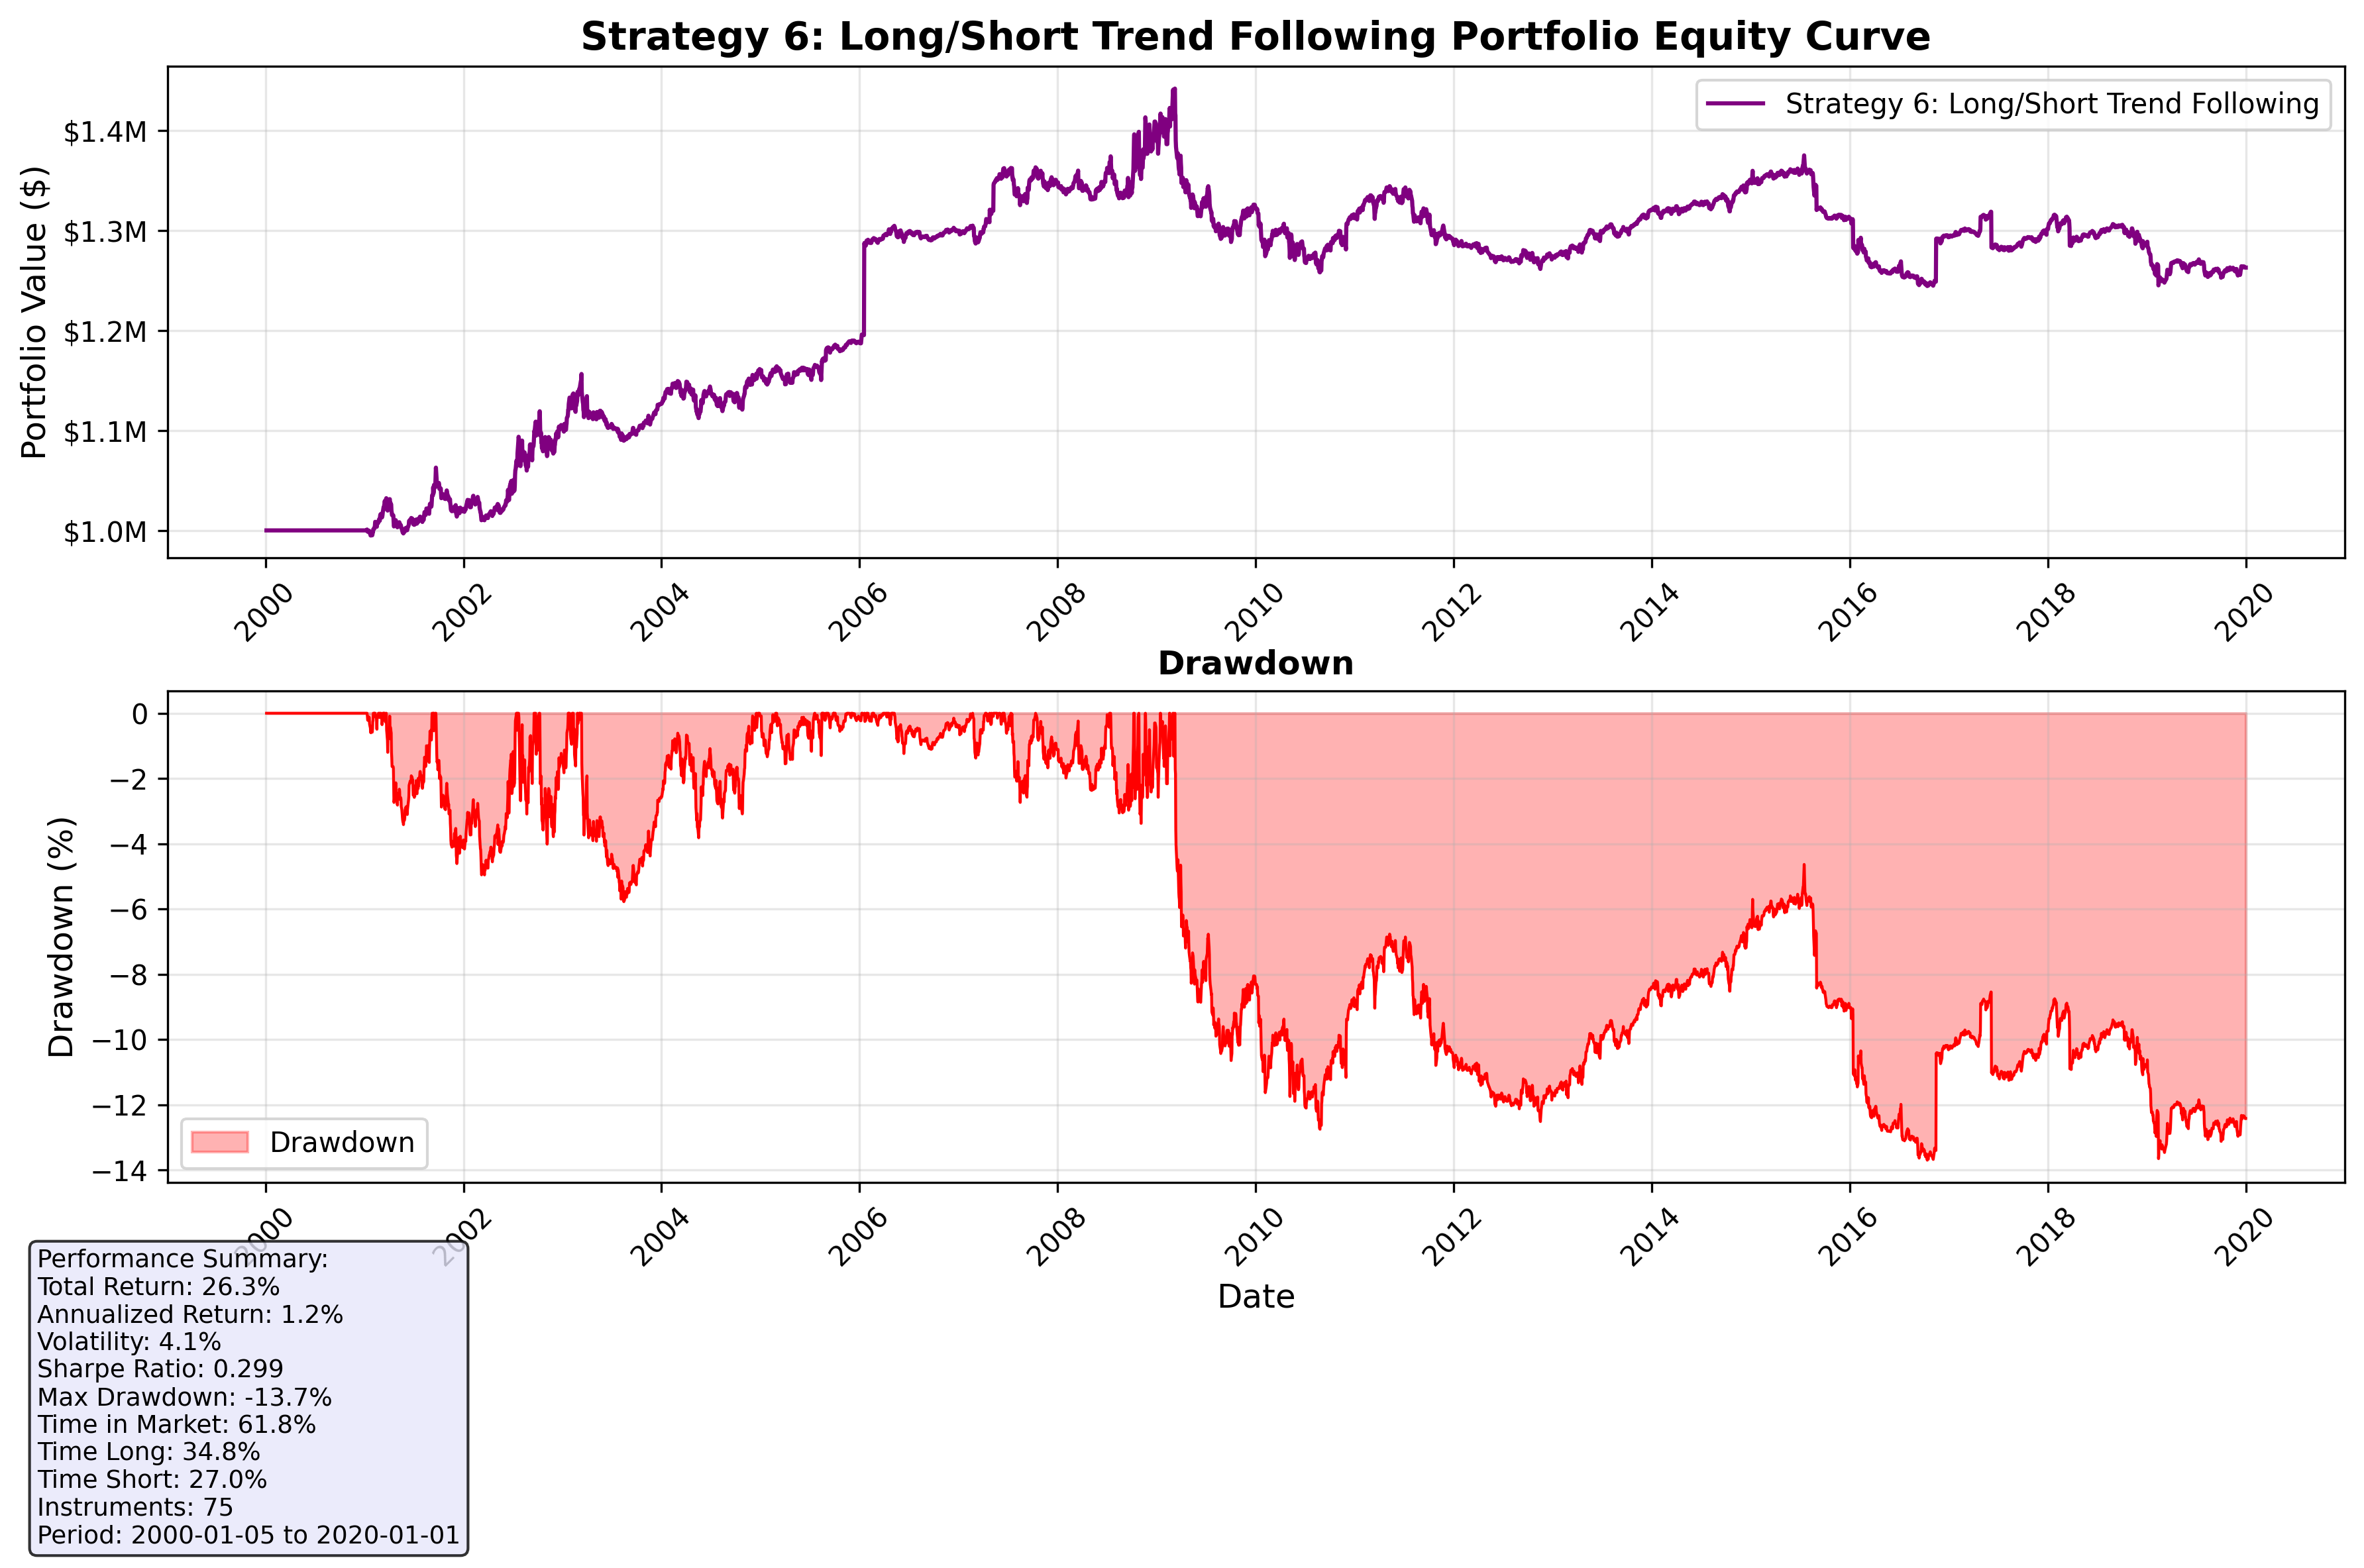 Strategy 6: Long/Short Trend Following Portfolio Equity Curve
Portfolio Value ($)
$1.4M
$1.3M
$1.2M
$1.1M
$1.0M
Strategy 6: Long/Short Trend Following
2000
2002
2004
2006
2008
2010
2012
2014
2016
2018
2020
Drawdown
Drawdown (%)
0
−2
−4
−6
−8
−10
−12
−14
Drawdown
2000
2002
2004
2006
2008
2010
2012
2014
2016
2018
2020
Date
Performance Summary:
Total Return: 26.3%
Annualized Return: 1.2%
Volatility: 4.1%
Sharpe Ratio: 0.299
Max Drawdown: -13.7%
Time in Market: 61.8%
Time Long: 34.8%
Time Short: 27.0%
Instruments: 75
Period: 2000-01-05 to 2020-01-01